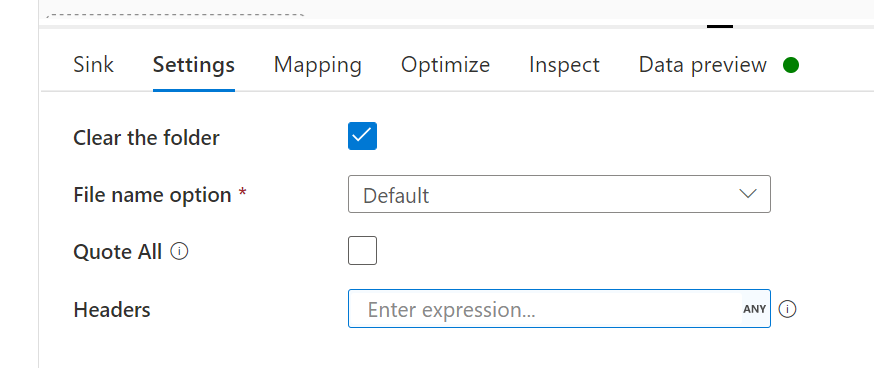 Sink Settings Mapping Optimize Inspect Data preview
Clear the folder
File name option * Default
Quote All
Headers Enter expression... ANY